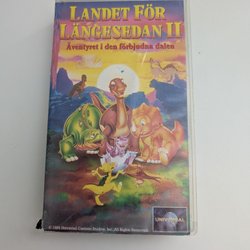 LANDET FÖR
LÄNGESEDAN II
Äventyret i den förbjudna dalen
UNIVERSAL